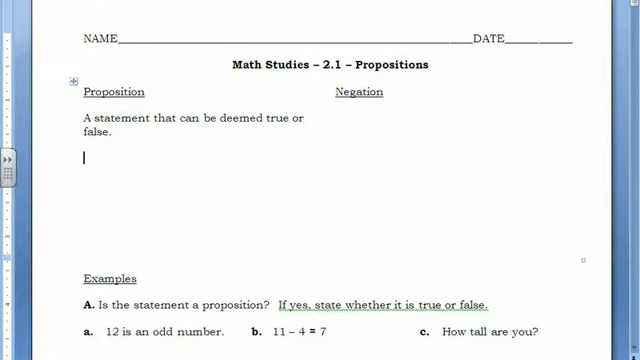 NAME____________________________________________DATE___________
Math Studies – 2.1 – Propositions
Proposition Negation
A statement that can be deemed true or
false.
Examples
A. Is the statement a proposition? If yes, state whether it is true or false.
a. 12 is an odd number. b. 11 – 4 = 7 c. How tall are you?